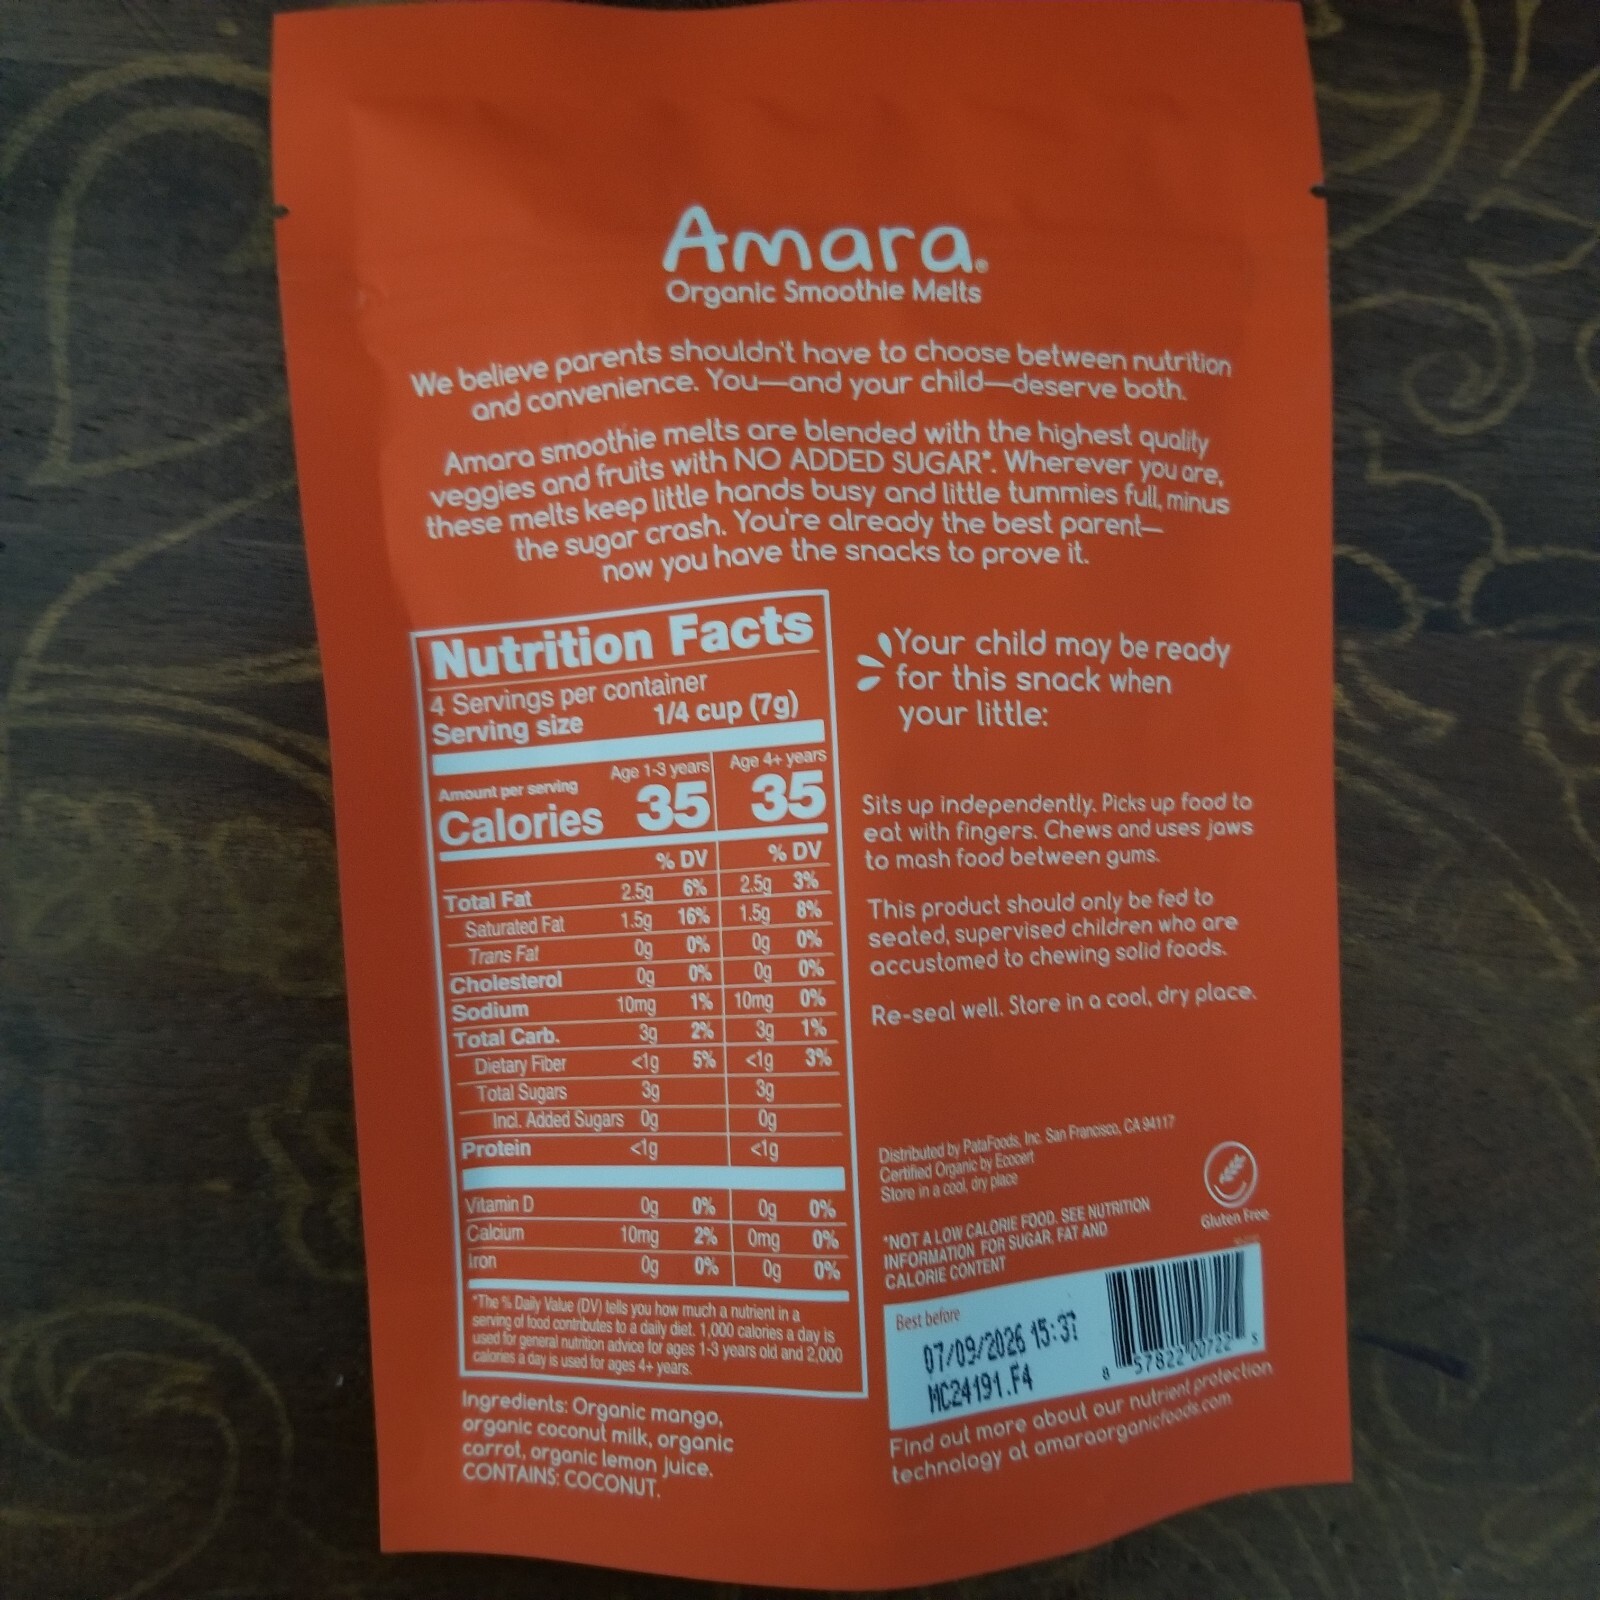 Amara®
Organic Smoothie Melts
We believe parents shouldn't have to choose between nutrition
and convenience. You—and your child—deserve both.
Amara smoothie melts are blended with the highest quality
veggies and fruits with NO ADDED SUGAR*. Wherever you are,
these melts keep little hands busy and little tummies full, minus
the sugar crash. You're already the best parent—
now you have the snacks to prove it.
Nutrition Facts
4 Servings per container
Serving size 1/4 cup (7g)
Age 1-3 years Age 4+ years
Amount per serving
Calories 35 35
% DV % DV
Total Fat 2.5g 6% 2.5g 3%
Saturated Fat 1.5g 16% 1.5g 8%
Trans Fat 0g 0% 0g 0%
Cholesterol 0g 0% 0g 0%
Sodium 10mg 1% 10mg 0%
Total Carb. 3g 2% 3g 1%
Dietary Fiber <1g 5% <1g 3%
Total Sugars 3g 3g
Incl. Added Sugars 0g 0g
Protein <1g <1g
Vitamin D 0g 0% 0g 0%
Calcium 10mg 2% 0mg 0%
Iron 0g 0% 0g 0%
*The % Daily Value (DV) tells you how much a nutrient in a
serving of food contributes to a daily diet. 1,000 calories a day is
used for general nutrition advice for ages 1-3 years old and 2,000
calories a day is used for ages 4+ years.
Ingredients: Organic mango,
organic coconut milk, organic
carrot, organic lemon juice.
CONTAINS: COCONUT.
Your child may be ready
for this snack when
your little:
Sits up independently. Picks up food to
eat with fingers. Chews and uses jaws
to mash food between gums.
This product should only be fed to
seated, supervised children who are
accustomed to chewing solid foods.
Re-seal well. Store in a cool, dry place.
Distributed by PataFoods, Inc. San Francisco, CA 94117
Certified Organic by Ecocert
Store in a cool, dry place
Gluten Free
*NOT A LOW CALORIE FOOD. SEE NUTRITION
INFORMATION FOR SUGAR, FAT AND
CALORIE CONTENT
Best before
07/09/2026 15:37
MC24191.F4
8 57822 00722 5
Find out more about our nutrient protection
technology at amaraorganicfoods.com